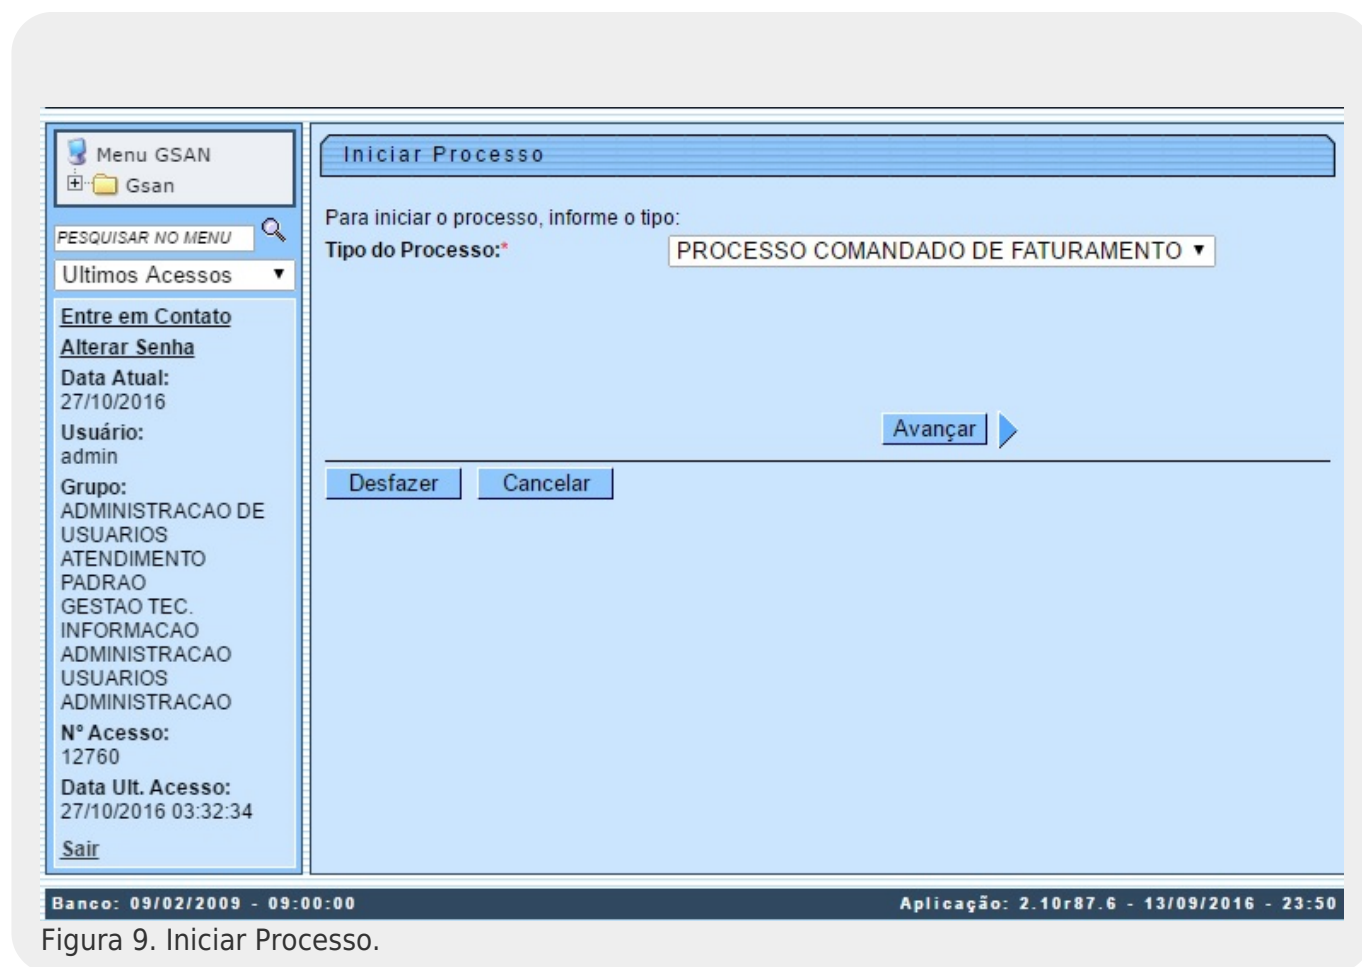 Menu GSAN
Gsan
PESQUISAR NO MENU
Ultimos Acessos
Entre em Contato
Alterar Senha
Data Atual:
27/10/2016
Usuário:
admin
Grupo:
ADMINISTRACAO DE
USUARIOS
ATENDIMENTO
PADRAO
GESTAO TEC.
INFORMACAO
ADMINISTRACAO
USUARIOS
ADMINISTRACAO
Nº Acesso:
12760
Data Ult. Acesso:
27/10/2016 03:32:34
Sair
Iniciar Processo
Para iniciar o processo, informe o tipo:
Tipo do Processo:* PROCESSO COMANDADO DE FATURAMENTO
Avançar
Desfazer Cancelar
Banco: 09/02/2009 - 09:00:00 Aplicação: 2.10r87.6 - 13/09/2016 - 23:50
Figura 9. Iniciar Processo.